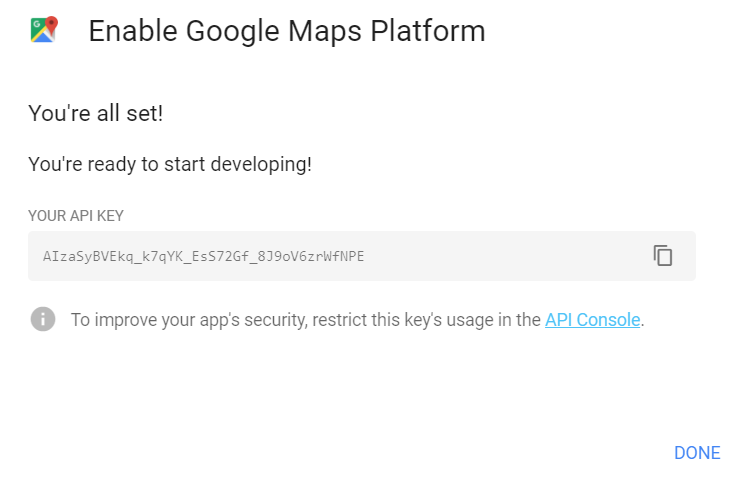 Enable Google Maps Platform
You're all set!
You're ready to start developing!
YOUR API KEY
AIzaSyBVEkq_k7qYK_EsS72Gf_8J9oV6zrWfNPE
To improve your app's security, restrict this key's usage in the API Console.
DONE